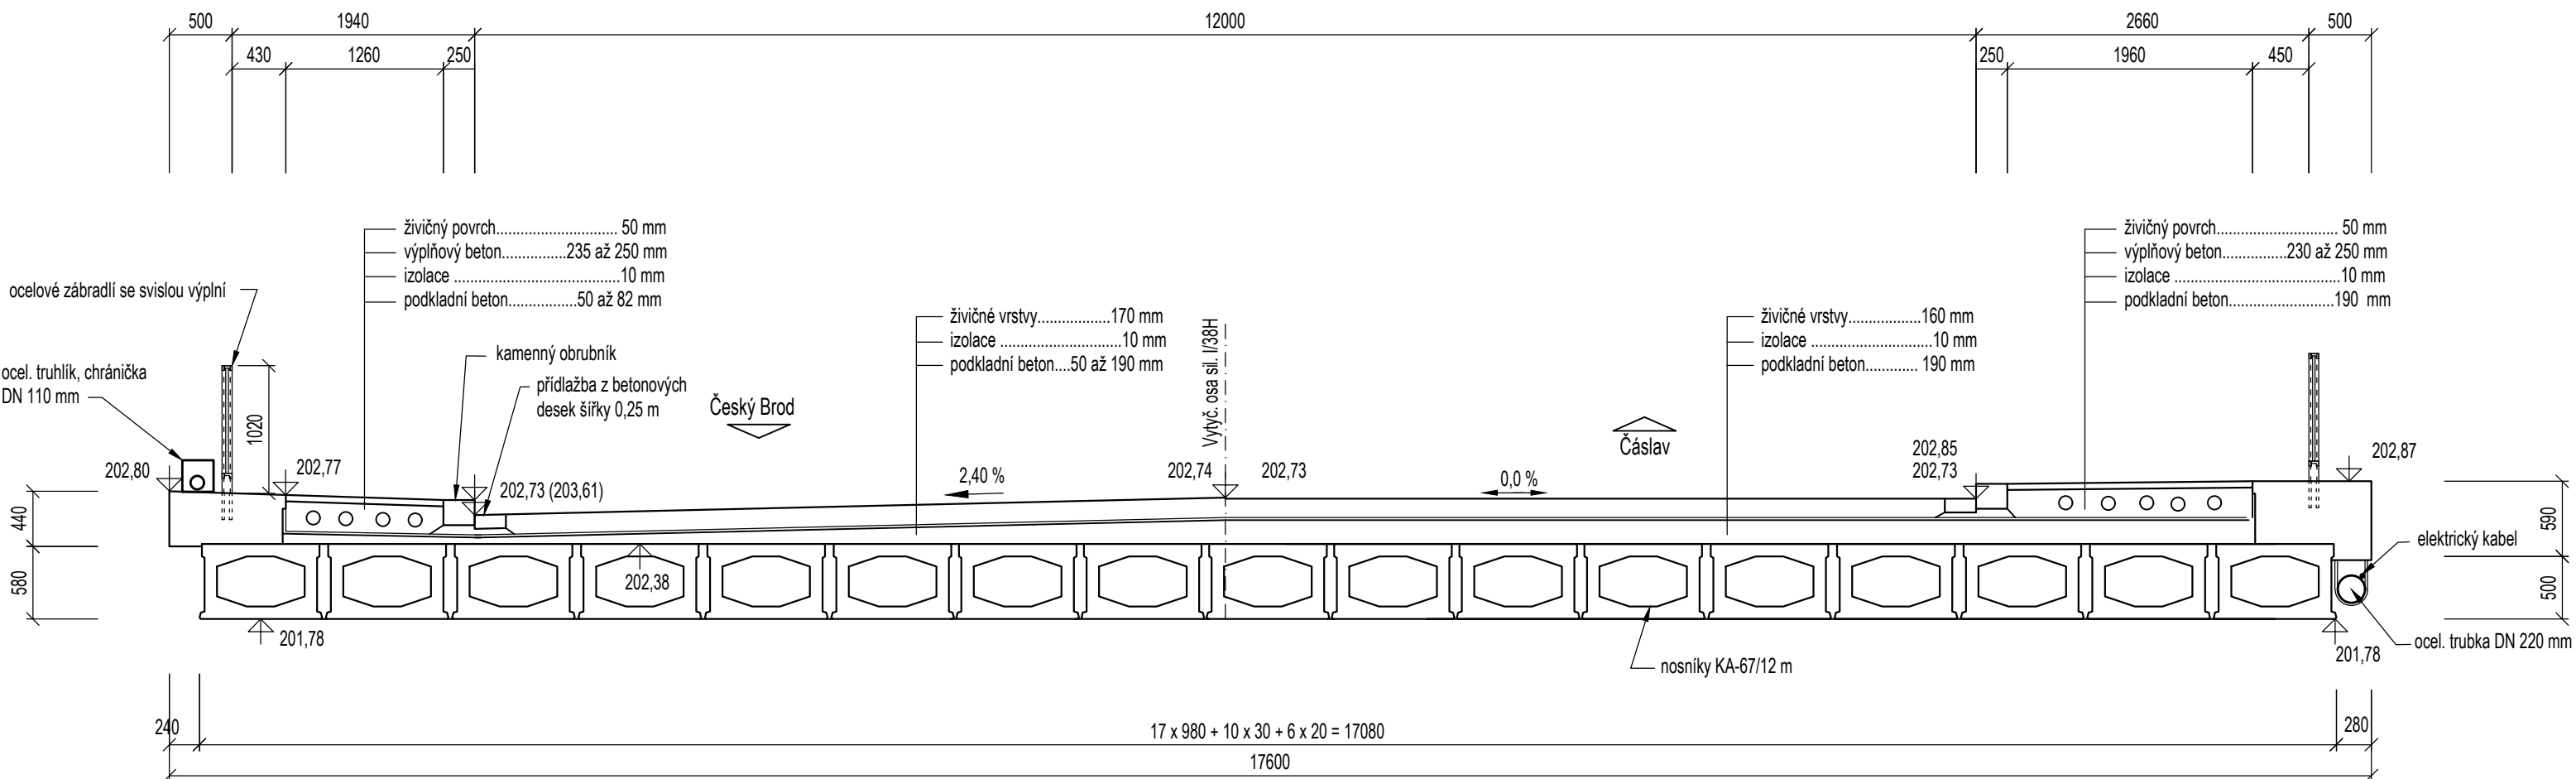 500 1940 12000 2660 500
430 1260 250 250 1960 450
živičný povrch............................. 50 mm
výplňový beton................235 až 250 mm
izolace ........................................10 mm
podkladní beton.................50 až 82 mm
živičný povrch............................. 50 mm
výplňový beton................230 až 250 mm
izolace ........................................10 mm
podkladní beton..........................190 mm
ocelové zábradlí se svislou výplní
živičné vrstvy..................170 mm
izolace .............................10 mm
podkladní beton....50 až 190 mm
Vytyč. osa sil. I/38H
živičné vrstvy..................160 mm
izolace .............................10 mm
podkladní beton............. 190 mm
kamenný obrubník
ocel. truhlík, chránička
DN 110 mm
přídlažba z betonových
desek šířky 0,25 m
1020
Český Brod
Čáslav
202,80
202,77
202,73 (203,61)
2,40 %
202,74
202,73
0,0 %
202,85
202,73
202,87
440
580
590
500
202,38
elektrický kabel
201,78
nosníky KA-67/12 m
201,78
ocel. trubka DN 220 mm
240
17 x 980 + 10 x 30 + 6 x 20 = 17080
280
17600